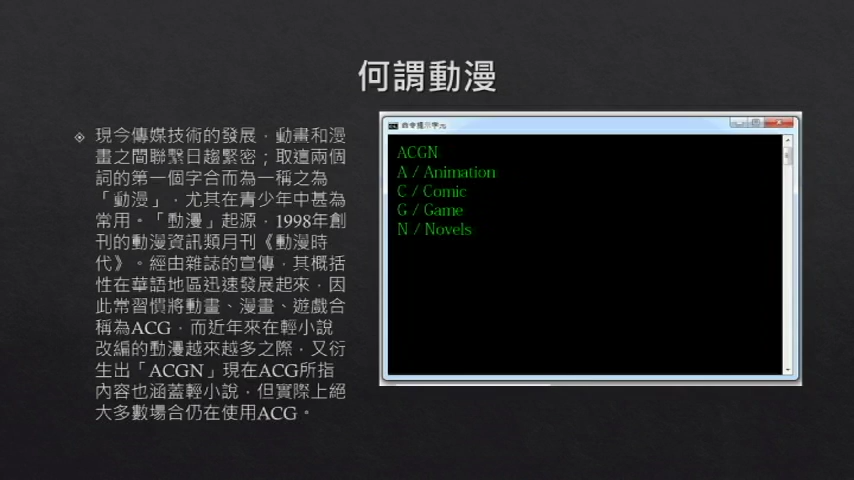 何謂動漫
現今傳媒技術的發展，動畫和漫
畫之間聯繫日趨緊密；取這兩個
詞的第一個字合而為一稱之為
「動漫」，尤其在青少年中甚為
常用。「動漫」起源，1998年創
刊的動漫資訊類月刊《動漫時
代》。經由雜誌的宣傳，其概括
性在華語地區迅速發展起來，因
此常習慣將動畫、漫畫、遊戲合
稱為ACG，而近年來在輕小說
改編的動漫越來越多之際，又衍
生出「ACGN」現在ACG所指
內容也涵蓋輕小說，但實際上絕
大多數場合仍在使用ACG。
命令提示字元
ACGN
A / Animation
C / Comic
G / Game
N / Novels